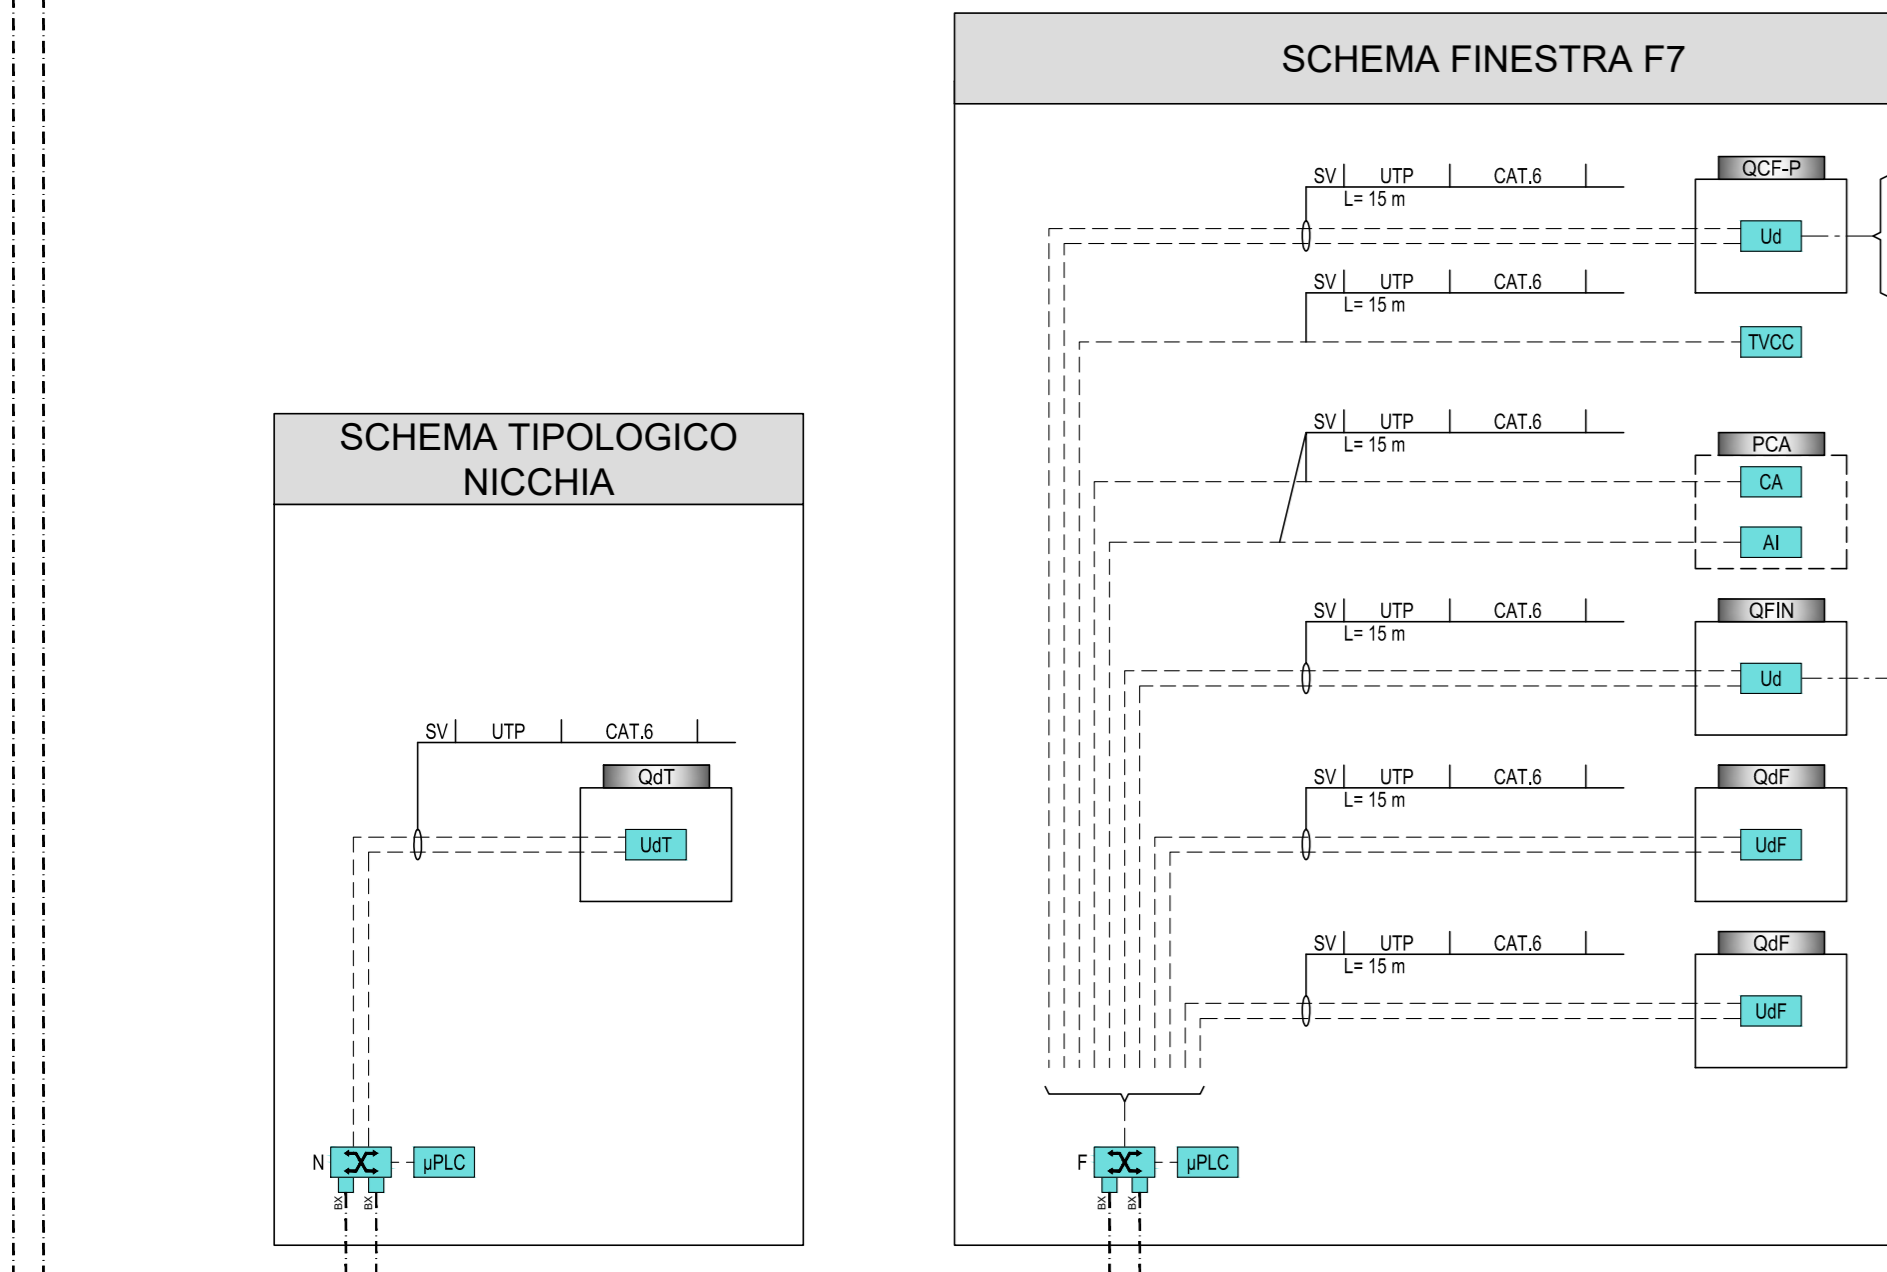 SCHEMA FINESTRA F7
SV UTP CAT.6
L= 15 m
QCF-P
Ud
SV UTP CAT.6
L= 15 m
TVCC
SV UTP CAT.6
L= 15 m
PCA
CA
AI
SV UTP CAT.6
L= 15 m
QFIN
Ud
SV UTP CAT.6
L= 15 m
QdF
UdF
SV UTP CAT.6
L= 15 m
QdF
UdF
F µPLC
BX BX
SCHEMA TIPOLOGICO
NICCHIA
SV UTP CAT.6
QdT
UdT
N µPLC
BX BX